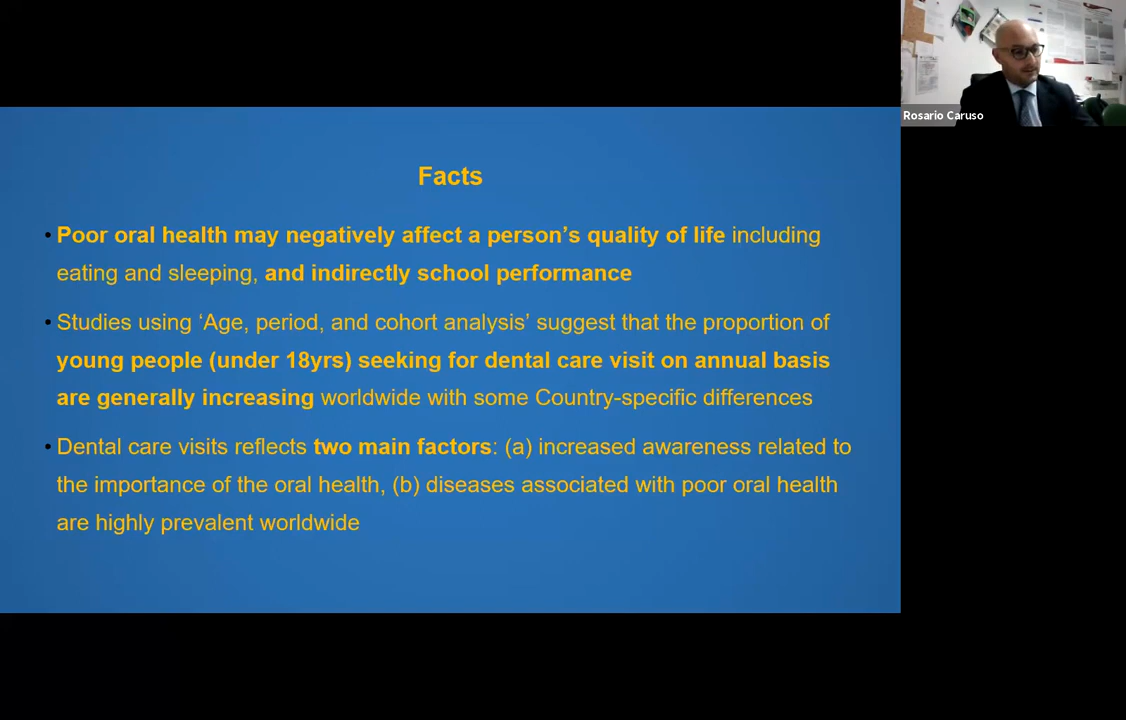 Rosario Caruso
Facts
• Poor oral health may negatively affect a person’s quality of life including
eating and sleeping, and indirectly school performance
• Studies using ‘Age, period, and cohort analysis’ suggest that the proportion of
young people (under 18yrs) seeking for dental care visit on annual basis
are generally increasing worldwide with some Country-specific differences
• Dental care visits reflects two main factors: (a) increased awareness related to
the importance of the oral health, (b) diseases associated with poor oral health
are highly prevalent worldwide